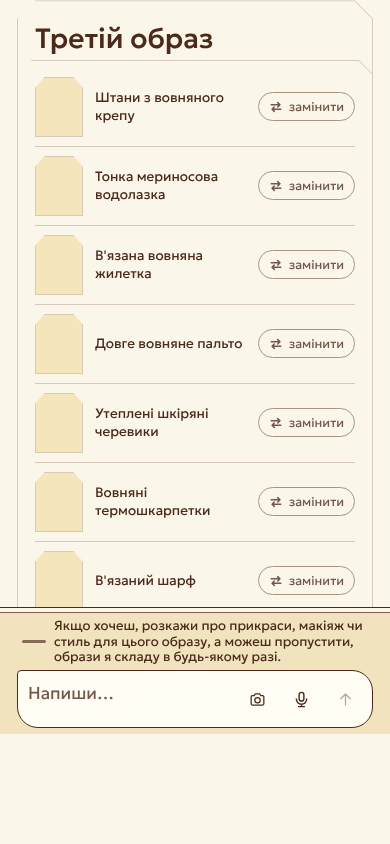 Третій образ
Штани з вовняного
крепу
замінити
Тонка мериносова
водолазка
замінити
В'язана вовняна
жилетка
замінити
Довге вовняне пальто
замінити
Утеплені шкіряні
черевики
замінити
Вовняні
термошкарпетки
замінити
В'язаний шарф
замінити
Якщо хочеш, розкажи про прикраси, макіяж чи
стиль для цього образу, а можеш пропустити,
образи я складу в будь-якому разі.
Напиши...